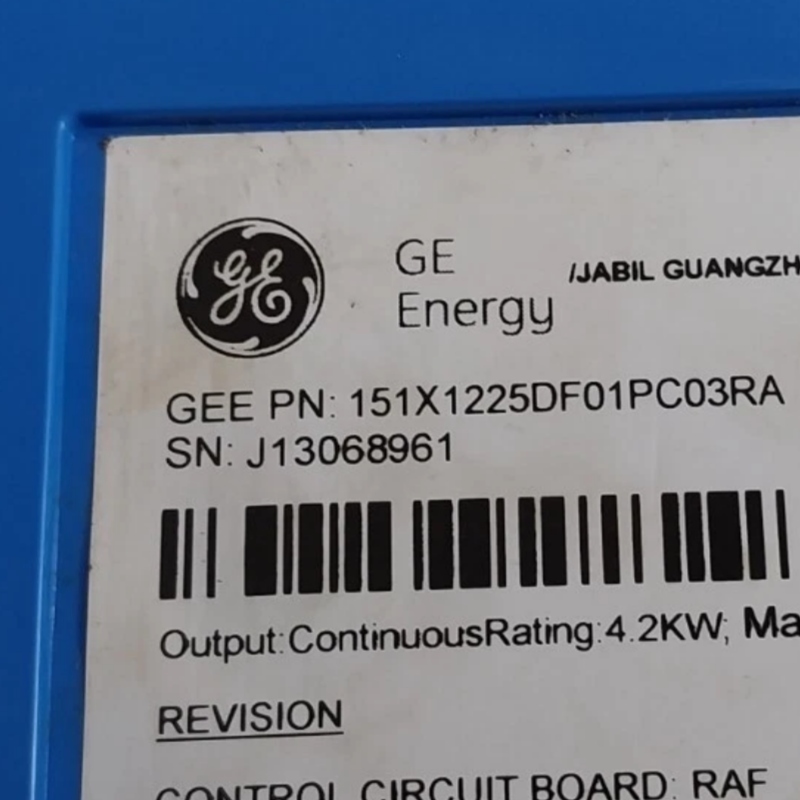 GE
GE
Energy
/JABIL GUANGZH
GEE PN: 151X1225DF01PC03RA
SN: J13068961
Output:ContinuousRating:4.2KW; Ma
REVISION
CONTROL CIRCUIT BOARD: RAF